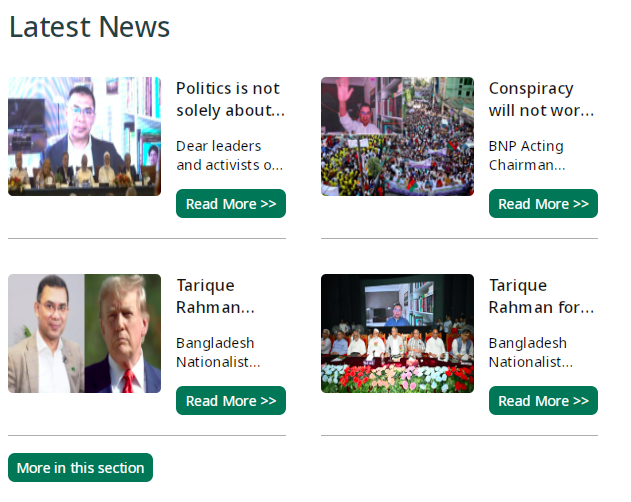 Latest News
Politics is not
solely about...
Dear leaders
and activists o...
Read More >>
Conspiracy
will not wor...
BNP Acting
Chairman...
Read More >>
Tarique
Rahman...
Bangladesh
Nationalist...
Read More >>
Tarique
Rahman for...
Bangladesh
Nationalist...
Read More >>
More in this section